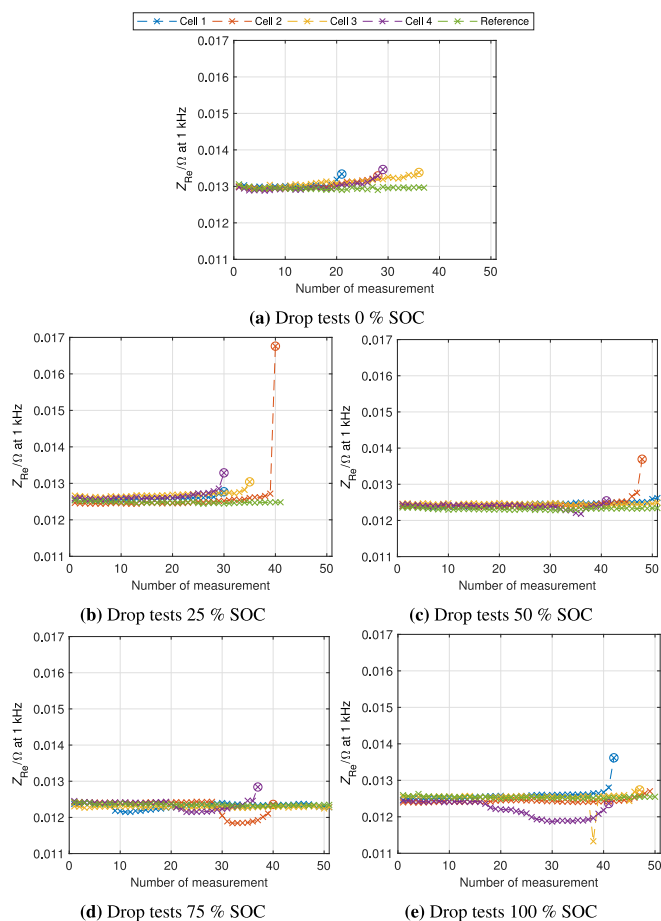 Cell 1 Cell 2 Cell 3 Cell 4 Reference
0.017
0.016
0.015
0.014
0.013
0.012
0.011
Z_Re/Ω at 1 kHz
0 10 20 30 40 50
Number of measurement
(a) Drop tests 0 % SOC
0.017
0.016
0.015
0.014
0.013
0.012
0.011
Z_Re/Ω at 1 kHz
0 10 20 30 40 50
Number of measurement
(b) Drop tests 25 % SOC
0.017
0.016
0.015
0.014
0.013
0.012
0.011
Z_Re/Ω at 1 kHz
0 10 20 30 40 50
Number of measurement
(c) Drop tests 50 % SOC
0.017
0.016
0.015
0.014
0.013
0.012
0.011
Z_Re/Ω at 1 kHz
0 10 20 30 40 50
Number of measurement
(d) Drop tests 75 % SOC
0.017
0.016
0.015
0.014
0.013
0.012
0.011
Z_Re/Ω at 1 kHz
0 10 20 30 40 50
Number of measurement
(e) Drop tests 100 % SOC